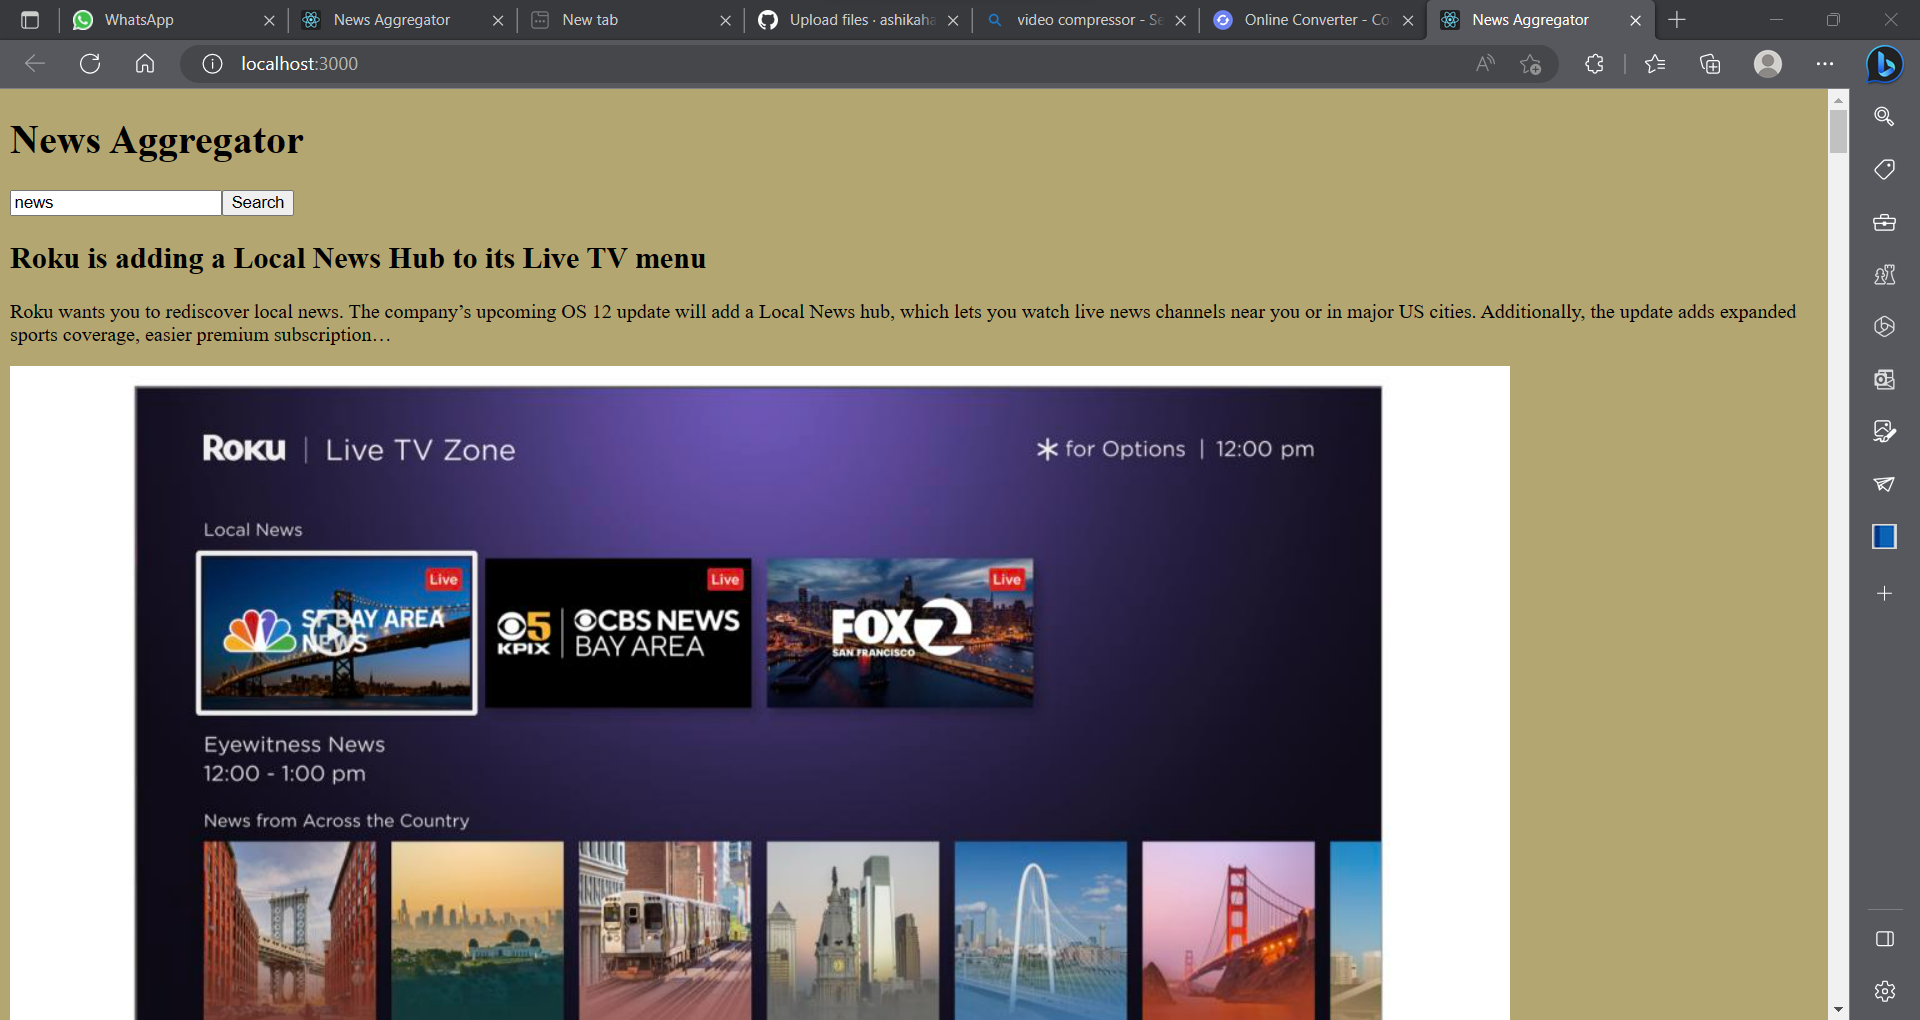 WhatsApp
News Aggregator
New tab
Upload files · ashikaha
video compressor - Se
Online Converter - Co
News Aggregator
localhost:3000
News Aggregator
news
Search
Roku is adding a Local News Hub to its Live TV menu
Roku wants you to rediscover local news. The company’s upcoming OS 12 update will add a Local News hub, which lets you watch live news channels near you or in major US cities. Additionally, the update adds expanded
sports coverage, easier premium subscription…
Roku | Live TV Zone
* for Options | 12:00 pm
Local News
Live
SF BAY AREA
NEWS
Live
5
KPIX
CBS NEWS
BAY AREA
Live
FOX 2
SAN FRANCISCO
Eyewitness News
12:00 - 1:00 pm
News from Across the Country